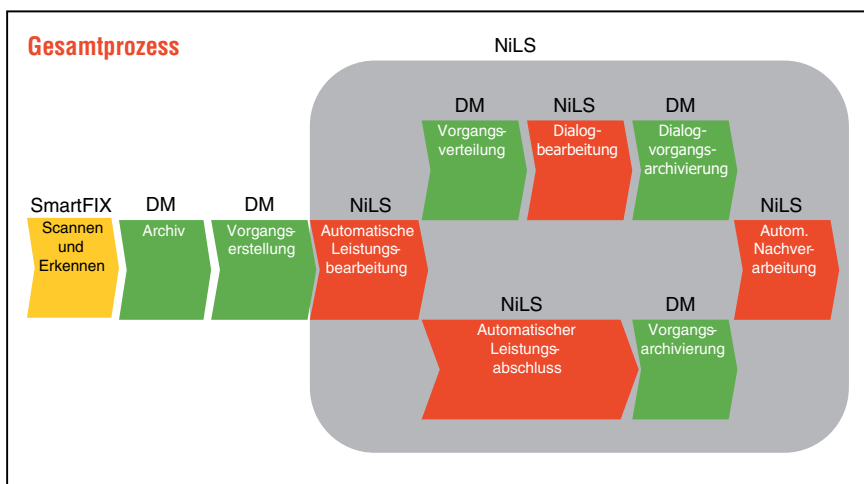 Gesamtprozess
NiLS
DM
Vorgangs-
verteilung
NiLS
Dialog-
bearbeitung
DM
Dialog-
vorgangs-
archivierung
SmartFIX
Scannen
und
Erkennen
DM
Archiv
DM
Vorgangs-
erstellung
NiLS
Automatische
Leistungs-
bearbeitung
NiLS
Automatischer
Leistungs-
abschluss
DM
Vorgangs-
archivierung
NiLS
Autom.
Nachver-
arbeitung